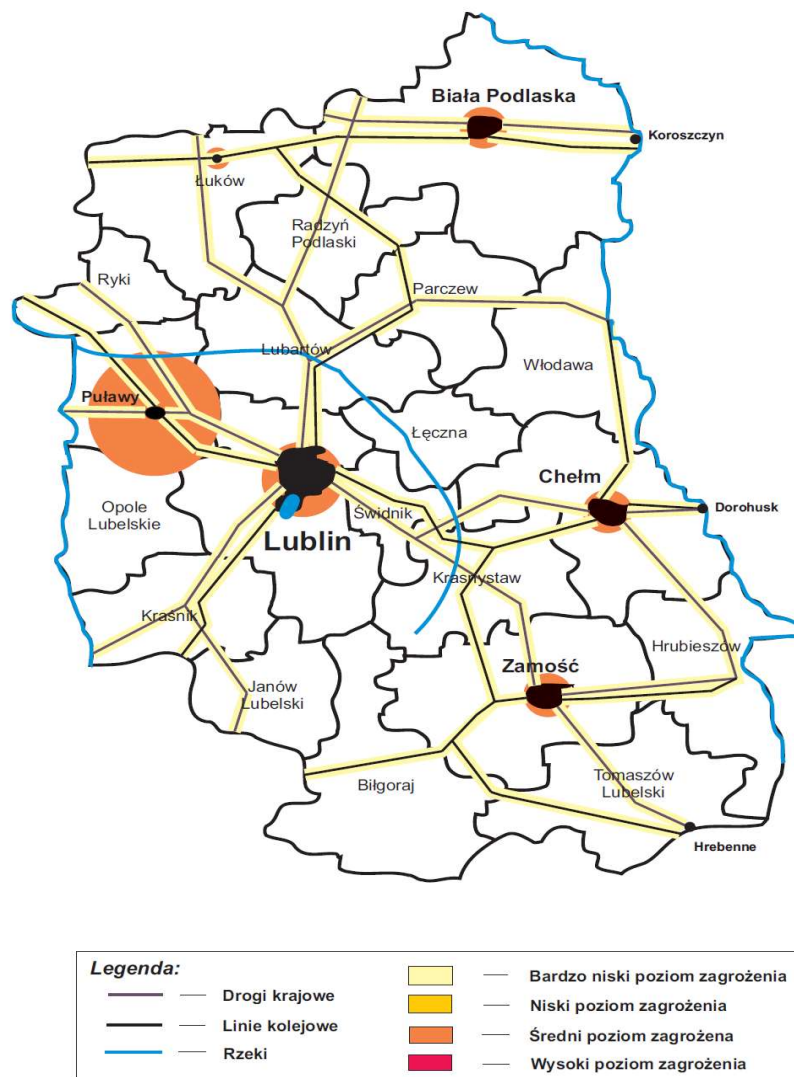 Biała Podlaska
Koroszczyn
Łuków
Radzyń
Podlaski
Ryki
Parczew
Lubartów
Włodawa
Puławy
Łęczna
Chełm
Opole
Lubelskie
Świdnik
Dorohusk
Lublin
Krasnystaw
Kraśnik
Hrubieszów
Zamość
Janów
Lubelski
Tomaszów
Lubelski
Biłgoraj
Hrebenne
Legenda:
Drogi krajowe
Linie kolejowe
Rzeki
Bardzo niski poziom zagrożenia
Niski poziom zagrożenia
Średni poziom zagrożena
Wysoki poziom zagrożenia